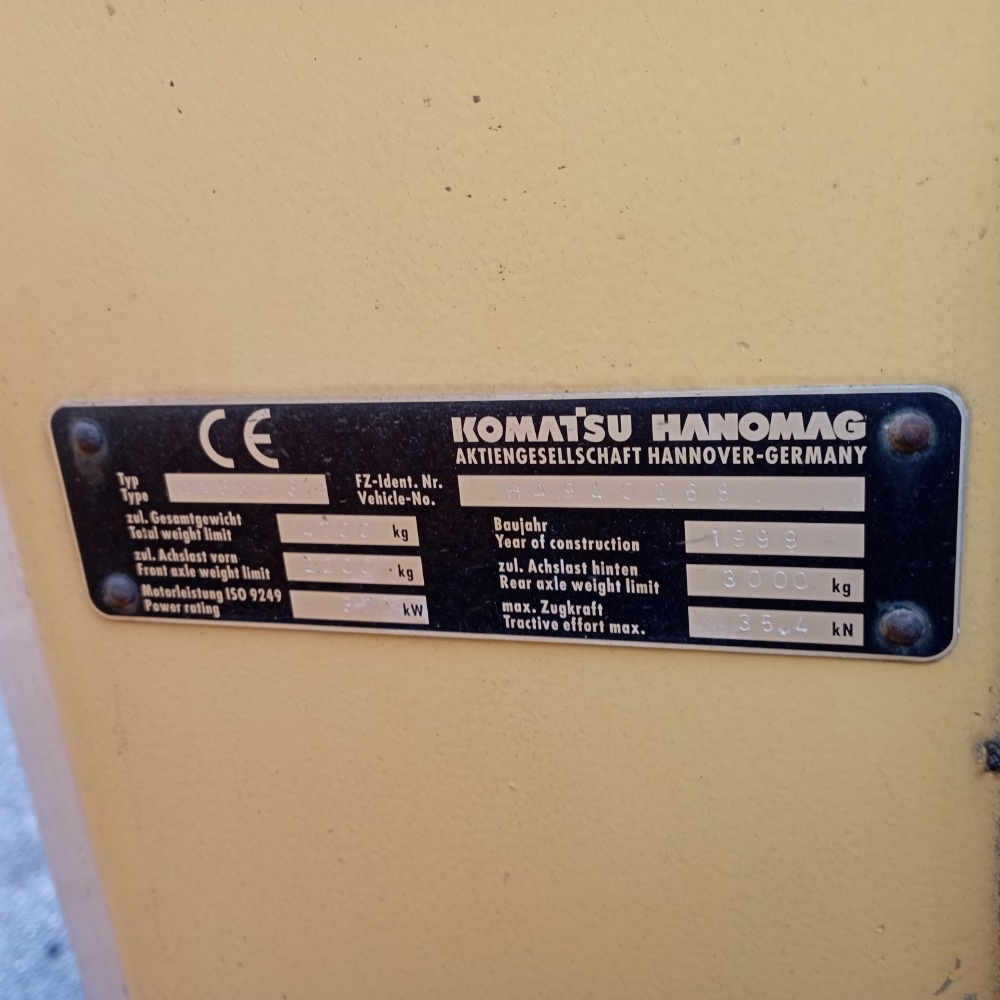 CE
KOMATSU HANOMAG
AKTIENGESELLSCHAFT HANNOVER-GERMANY
Typ
Type
FZ-Ident. Nr.
Vehicle-No.
HA940268
zul. Gesamtgewicht
Total weight limit
kg
Baujahr
Year of construction
1999
zul. Achslast vorn
Front axle weight limit
kg
zul. Achslast hinten
Rear axle weight limit
3000 kg
Motorleistung ISO 9249
Power rating
kW
max. Zugkraft
Tractive effort max.
35.4 kN